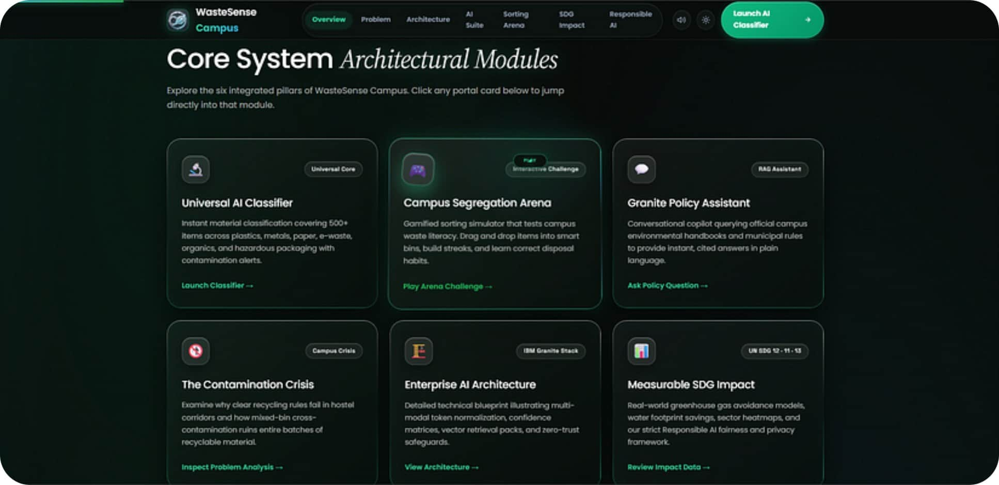 WasteSense
Campus
Overview
Problem
Architecture
AI
Suite
Sorting
Arena
SDG
Impact
Responsible
AI
Launch AI
Classifier →
Core System Architectural Modules
Explore the six integrated pillars of WasteSense Campus. Click any portal card below to jump
directly into that module.
Universal Core
Universal AI Classifier
Instant material classification covering 500+
items across plastics, metals, paper, e-waste,
organics, and hazardous packaging with
contamination alerts.
Launch Classifier →
PLAY
Interactive Challenge
Campus Segregation Arena
Gamified sorting simulator that tests campus
waste literacy. Drag and drop items into smart
bins, build streaks, and learn correct disposal
habits.
Play Arena Challenge →
RAG Assistant
Granite Policy Assistant
Conversational copilot querying official campus
environmental handbooks and municipal rules
to provide instant, cited answers in plain
language.
Ask Policy Question →
Campus Crisis
The Contamination Crisis
Examine why clear recycling rules fail in hostel
corridors and how mixed-bin cross-
contamination ruins entire batches of
recyclable material.
Inspect Problem Analysis →
IBM Granite Stack
Enterprise AI Architecture
Detailed technical blueprint illustrating multi-
modal token normalization, confidence
matrices, vector retrieval packs, and zero-trust
safeguards.
View Architecture →
UN SDG 12 · 11 · 13
Measurable SDG Impact
Real-world greenhouse gas avoidance models,
water footprint savings, sector heatmaps, and
our strict Responsible AI fairness and privacy
framework.
Review Impact Data →